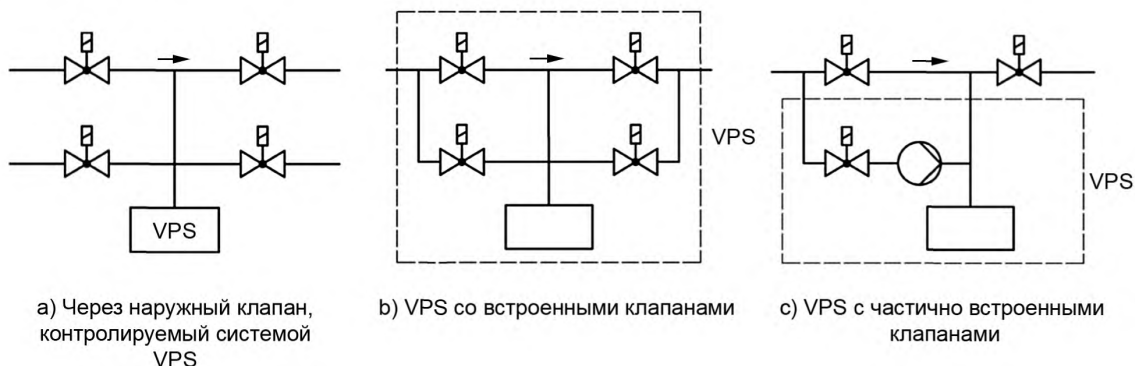 VPS
VPS
VPS
a) Через наружный клапан,
контролируемый системой
VPS
b) VPS со встроенными клапанами
c) VPS с частично встроенными
клапанами